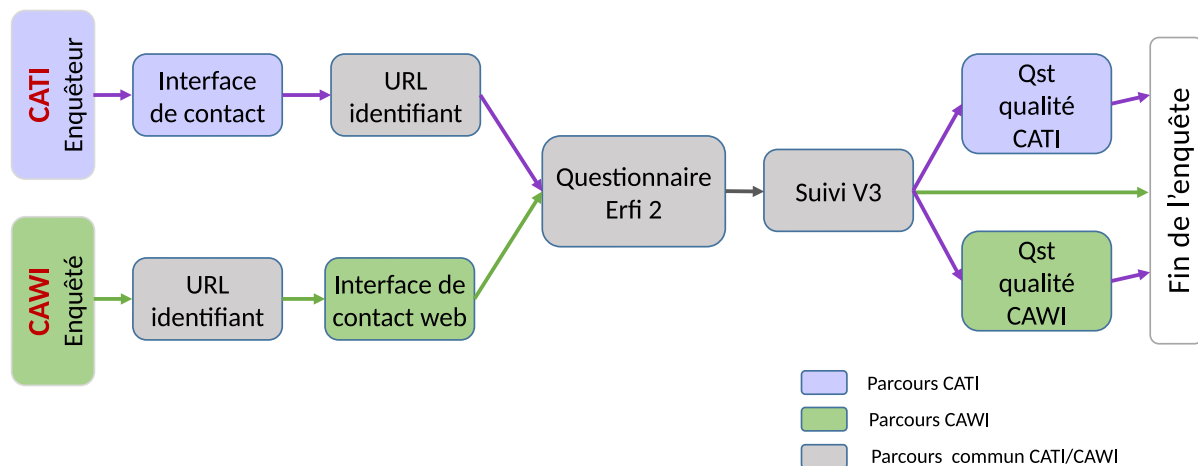 CATI
Enquêteur
Interface
de contact
URL
identifiant
CAWI
Enquêté
URL
identifiant
Interface de
contact web
Questionnaire
Erfi 2
Suivi V3
Qst
qualité
CATI
Qst
qualité
CAWI
Fin de l'enquête
Parcours CATI
Parcours CAWI
Parcours commun CATI/CAWI